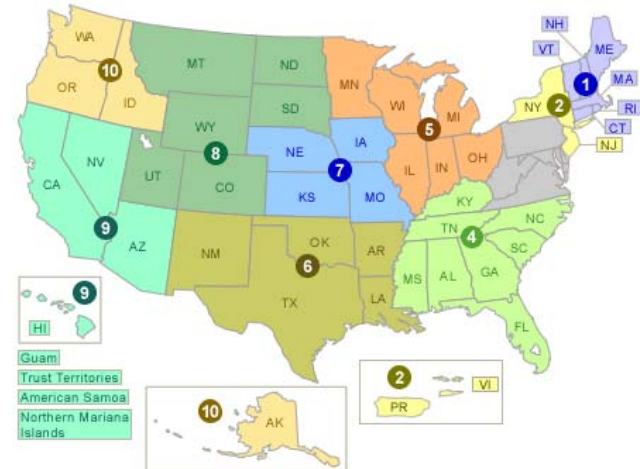 NH
WA
VT
ME
MT
ND
10
MN
OR
MA
1
ID
WI
NY
2
SD
MI
RI
WY
5
CT
NJ
8
IA
NE
NV
7
IL
IN
OH
UT
CO
CA
KS
MO
KY
NC
TN
4
9
OK
AR
SC
AZ
NM
6
MS
AL
GA
9
TX
LA
HI
FL
Guam
Trust Territories
2
VI
American Samoa
10
PR
Northern Mariana
Islands
AK